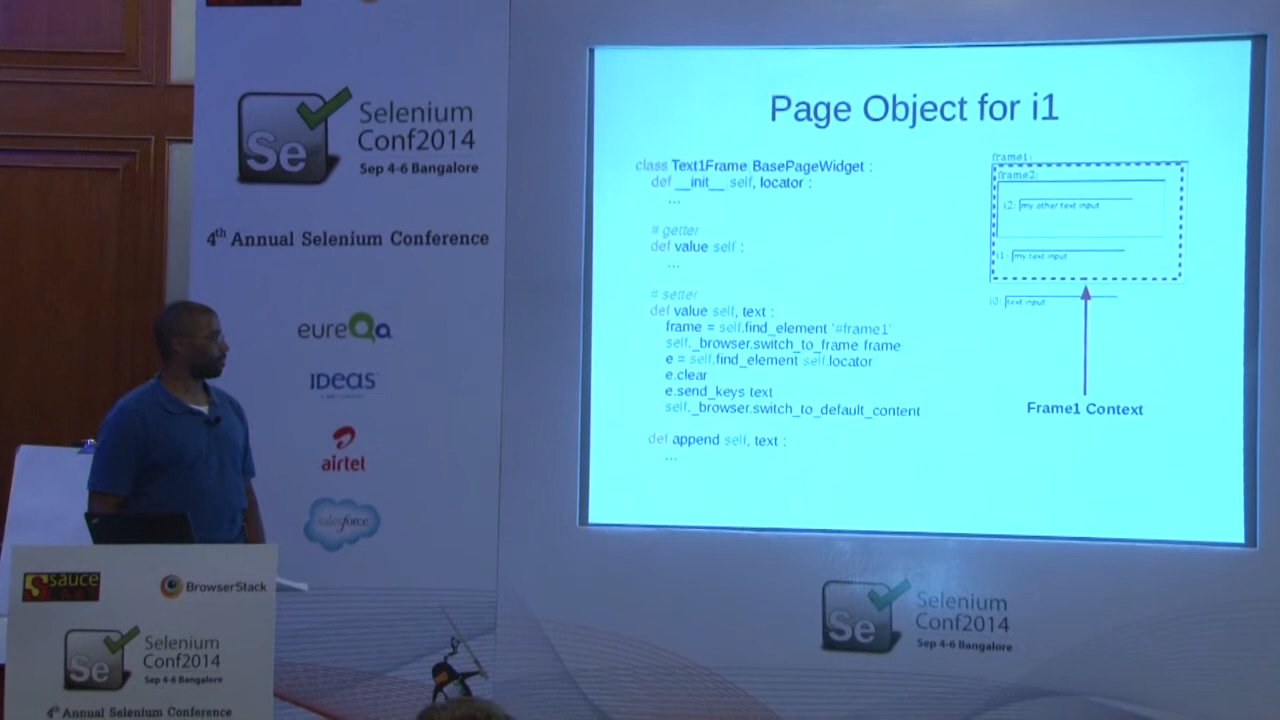 Se
Selenium
Conf2014
Sep 4-6 Bangalore
4th Annual Selenium Conference
eureQa
IDeaS
airtel
salesforce
Page Object for i1
class Text1Frame BasePageWidget :
def __init__ self, locator :
...
# getter
def value self :
...
# setter
def value self, text :
frame = self.find_element '#frame1'
self._browser.switch_to_frame frame
e = self.find_element self.locator
e.clear
e.send_keys text
self._browser.switch_to_default_content
def append self, text :
...
frame1:
frame2:
i2: my other text input
i1: my text input
i0: text input
Frame1 Context
sauce
LABS
BrowserStack
Se
Selenium
Conf2014
Sep 4-6 Bangalore
4th Annual Selenium Conference
Se
Selenium
Conf2014
Sep 4-6 Bangalore